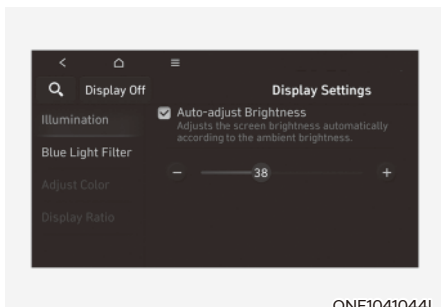 Display Off
Display Settings
Illumination
Auto-adjust Brightness
Adjusts the screen brightness automatically
according to the ambient brightness.
Blue Light Filter
− 38 +
Adjust Color
Display Ratio